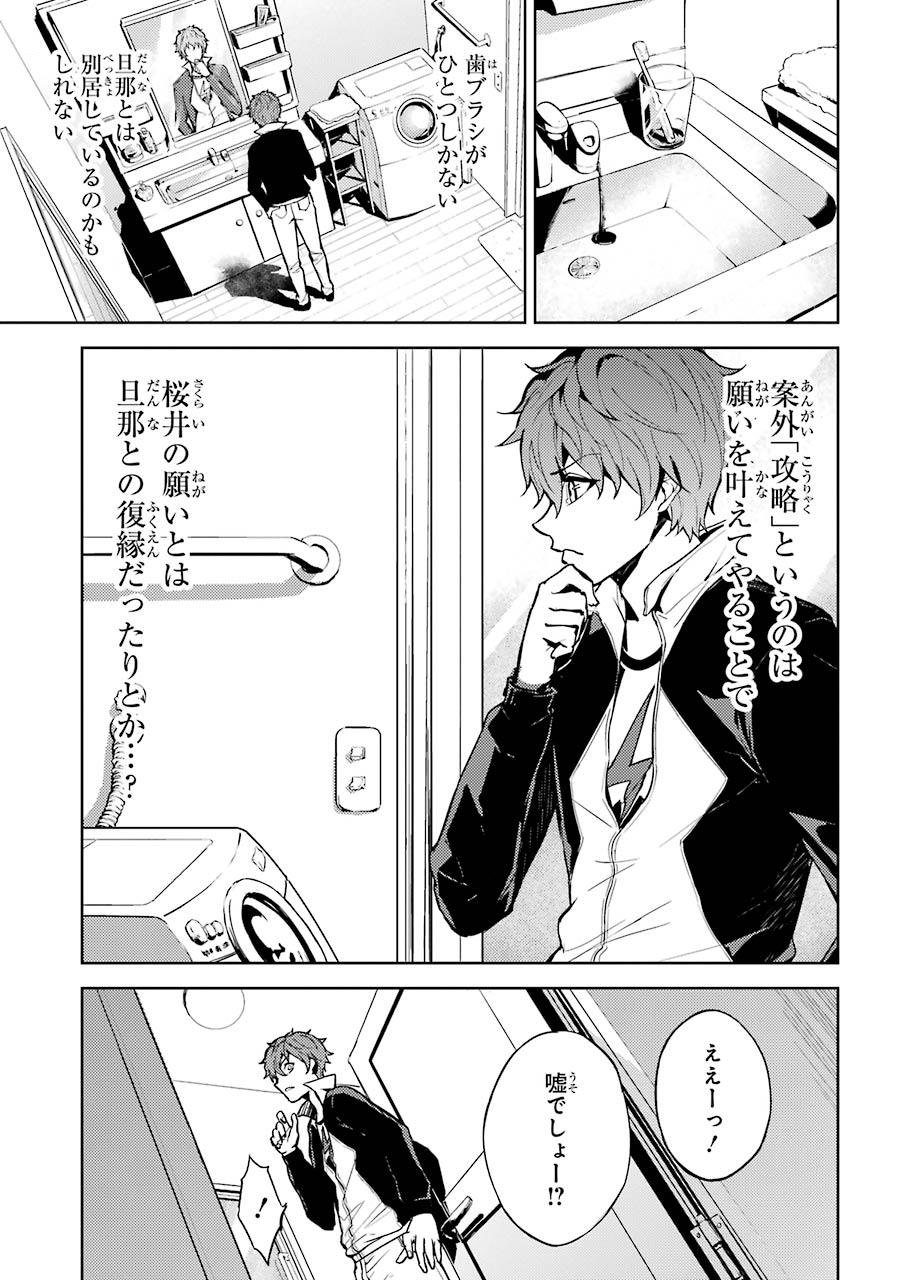 歯ブラシが
ひとつしかない
旦那とは
別居しているのかも
しれない
案外「攻略」というのは
願いを叶えてやることで
桜井の願いとは
旦那との復縁だったりとか…?
ええーっ!
嘘でしょー!?
!